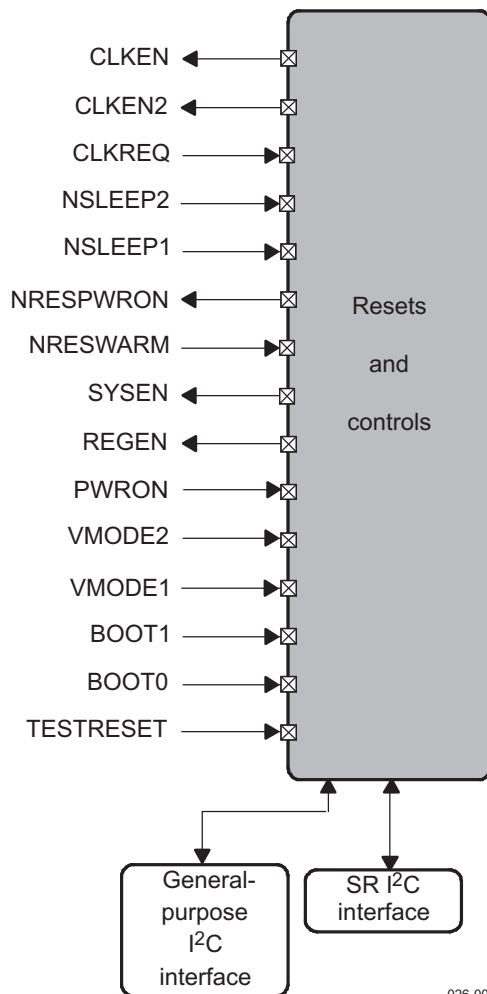 CLKEN
CLKEN2
CLKREQ
NSLEEP2
NSLEEP1
NRESPWRON
NRESWARM
SYSEN
REGEN
PWRON
VMODE2
VMODE1
BOOT1
BOOT0
TESTRESET
Resets
and
controls
General-
purpose
I²C
interface
SR I²C
interface